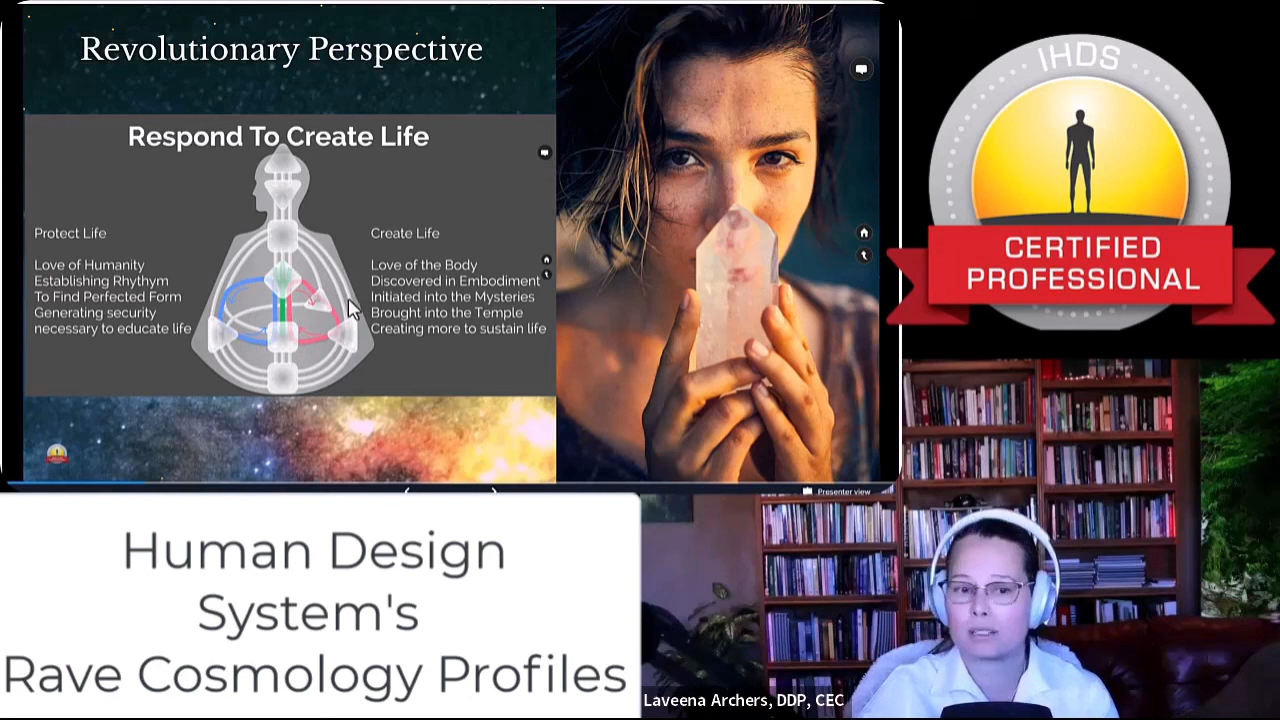 Revolutionary Perspective
Respond To Create Life
Protect Life
Love of Humanity
Establishing Rhythym
To Find Perfected Form
Generating security
necessary to educate life
Create Life
Love of the Body
Discovered in Embodiment
Initiated into the Mysteries
Brought into the Temple
Creating more to sustain life
Presenter view
IHDS
CERTIFIED
PROFESSIONAL
Human Design
System's
Rave Cosmology Profiles
Laveena Archers, DDP, CEC